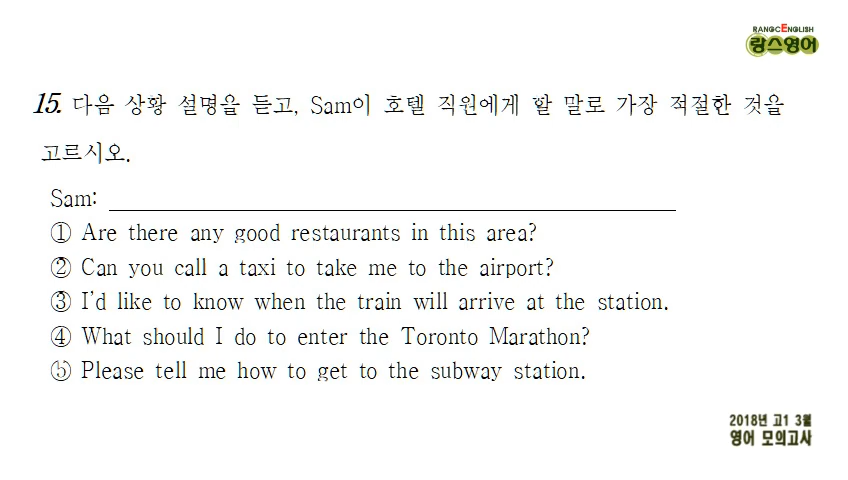 RANGCENGLISH
랑스영어
15. 다음 상황 설명을 듣고, Sam이 호텔 직원에게 할 말로 가장 적절한 것을
고르시오.
Sam:
① Are there any good restaurants in this area?
② Can you call a taxi to take me to the airport?
③ I'd like to know when the train will arrive at the station.
④ What should I do to enter the Toronto Marathon?
⑤ Please tell me how to get to the subway station.
2018년 고1 3월
영어 모의고사